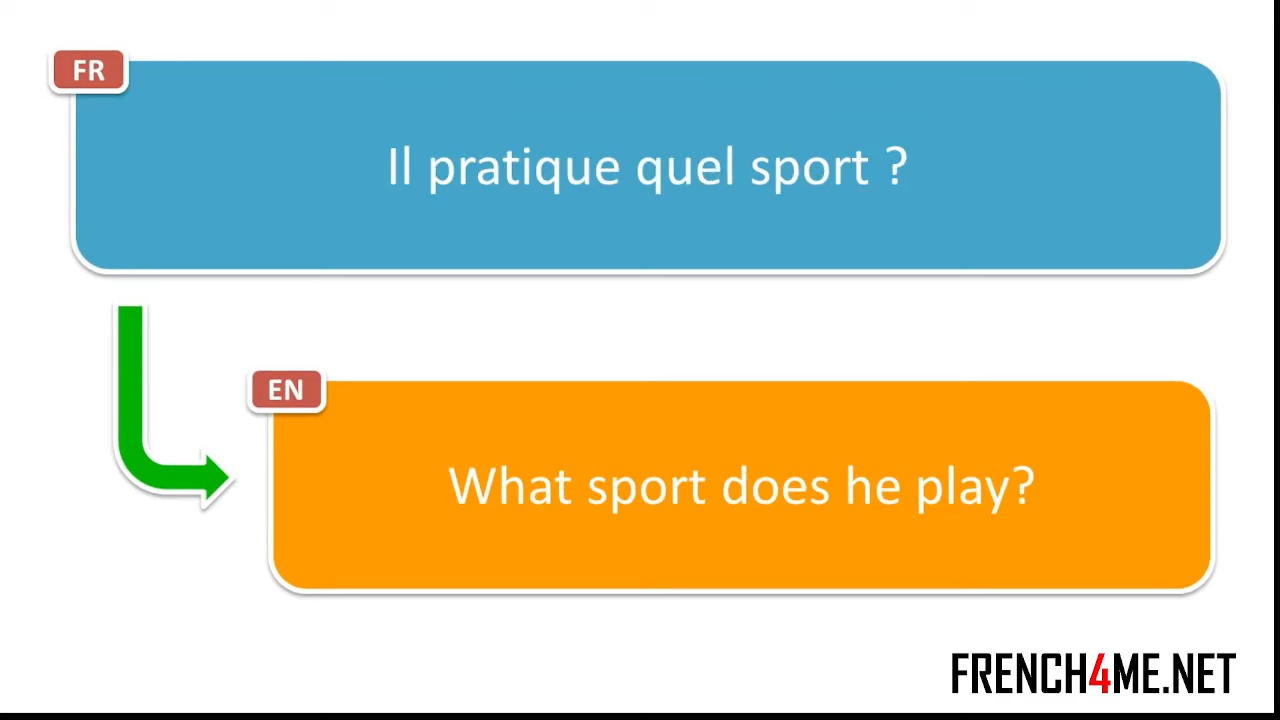 FR
Il pratique quel sport ?
EN
What sport does he play?
FRENCH4ME.NET